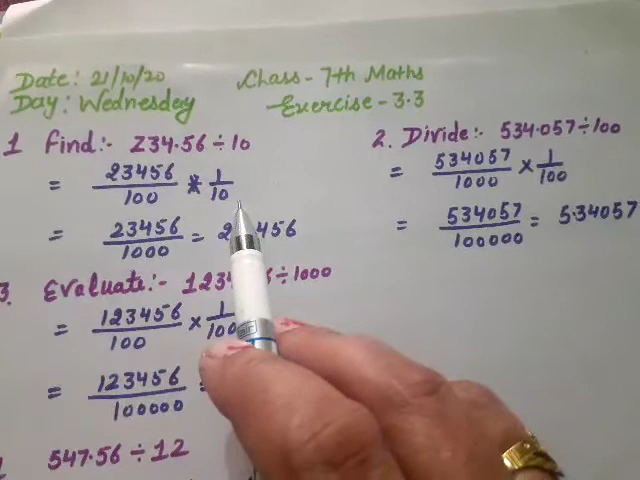 Date: 21/10/20
Class - 7th Maths
Day: Wednesday
Exercise - 3.3
1 Find:- 234.56 ÷ 10
= 23456/100 * 1/10
= 23456/1000 =
2. Divide:- 534.057 ÷ 100
= 534057/1000 × 1/100
= 534057/100000 = 5.34057
3. Evaluate:- ÷ 1000
= 123456/100 ×
= 123456/100000
547.56 ÷ 12